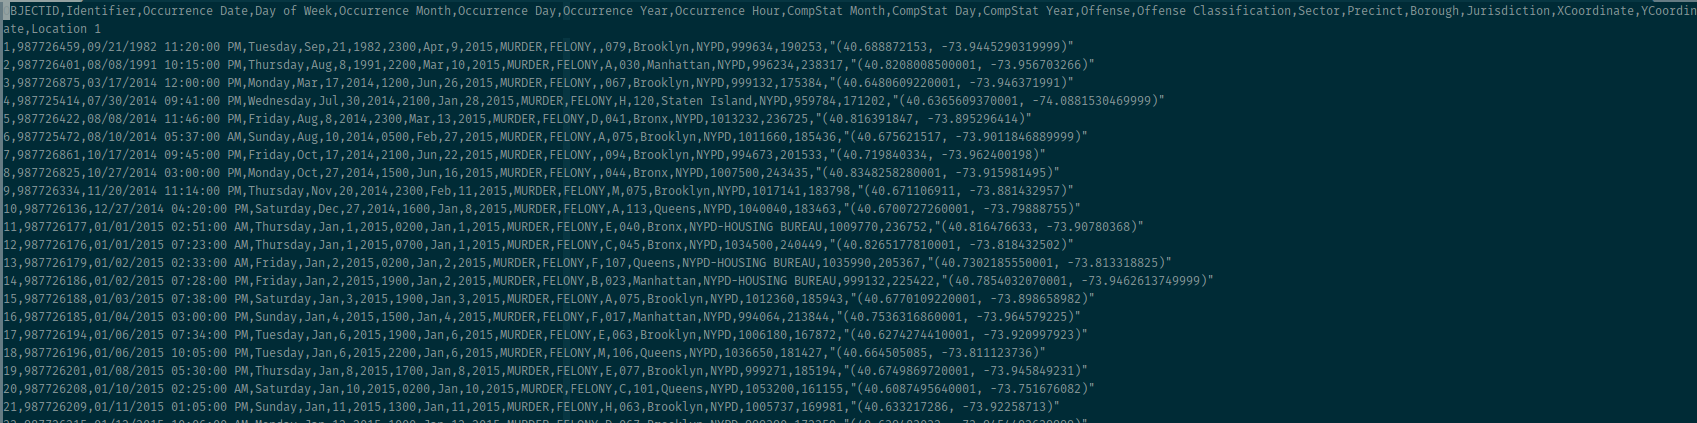 OBJECTID,Identifier,Occurrence Date,Day of Week,Occurrence Month,Occurrence Day,Occurrence Year,Occurrence Hour,CompStat Month,CompStat Day,CompStat Year,Offense,Offense Classification,Sector,Precinct,Borough,Jurisdiction,XCoordinate,YCoordin
ate,Location 1
1,987726459,09/21/1982 11:20:00 PM,Tuesday,Sep,21,1982,2300,Apr,9,2015,MURDER,FELONY,,079,Brooklyn,NYPD,999634,190253,"(40.688872153, -73.9445290319999)"
2,987726401,08/08/1991 10:15:00 PM,Thursday,Aug,8,1991,2200,Mar,10,2015,MURDER,FELONY,A,030,Manhattan,NYPD,996234,238317,"(40.8208008500001, -73.956703266)"
3,987726875,03/17/2014 12:00:00 PM,Monday,Mar,17,2014,1200,Jun,26,2015,MURDER,FELONY,,067,Brooklyn,NYPD,999132,175384,"(40.6480609220001, -73.946371991)"
4,987725414,07/30/2014 09:41:00 PM,Wednesday,Jul,30,2014,2100,Jan,28,2015,MURDER,FELONY,H,120,Staten Island,NYPD,959784,171202,"(40.6365609370001, -74.0881530469999)"
5,987726422,08/08/2014 11:46:00 PM,Friday,Aug,8,2014,2300,Mar,13,2015,MURDER,FELONY,D,041,Bronx,NYPD,1013232,236725,"(40.816391847, -73.895296414)"
6,987725472,08/10/2014 05:37:00 AM,Sunday,Aug,10,2014,0500,Feb,27,2015,MURDER,FELONY,A,075,Brooklyn,NYPD,1011660,185436,"(40.675621517, -73.9011846889999)"
7,987726861,10/17/2014 09:45:00 PM,Friday,Oct,17,2014,2100,Jun,22,2015,MURDER,FELONY,,094,Brooklyn,NYPD,994673,201533,"(40.719840334, -73.962400198)"
8,987726825,10/27/2014 03:00:00 PM,Monday,Oct,27,2014,1500,Jun,16,2015,MURDER,FELONY,,044,Bronx,NYPD,1007500,243435,"(40.8348258280001, -73.915981495)"
9,987726334,11/20/2014 11:14:00 PM,Thursday,Nov,20,2014,2300,Feb,11,2015,MURDER,FELONY,M,075,Brooklyn,NYPD,1017141,183798,"(40.671106911, -73.881432957)"
10,987726136,12/27/2014 04:20:00 PM,Saturday,Dec,27,2014,1600,Jan,8,2015,MURDER,FELONY,A,113,Queens,NYPD,1040040,183463,"(40.6700727260001, -73.79888755)"
11,987726177,01/01/2015 02:51:00 AM,Thursday,Jan,1,2015,0200,Jan,1,2015,MURDER,FELONY,E,040,Bronx,NYPD-HOUSING BUREAU,1009770,236752,"(40.816476633, -73.90780368)"
12,987726176,01/01/2015 07:23:00 AM,Thursday,Jan,1,2015,0700,Jan,1,2015,MURDER,FELONY,C,045,Bronx,NYPD,1034500,240449,"(40.8265177810001, -73.818432502)"
13,987726179,01/02/2015 02:33:00 AM,Friday,Jan,2,2015,0200,Jan,2,2015,MURDER,FELONY,F,107,Queens,NYPD-HOUSING BUREAU,1035990,205367,"(40.7302185550001, -73.813318825)"
14,987726186,01/02/2015 07:28:00 PM,Friday,Jan,2,2015,1900,Jan,2,2015,MURDER,FELONY,B,023,Manhattan,NYPD-HOUSING BUREAU,999132,225422,"(40.7854032070001, -73.9462613749999)"
15,987726188,01/03/2015 07:38:00 PM,Saturday,Jan,3,2015,1900,Jan,3,2015,MURDER,FELONY,A,075,Brooklyn,NYPD,1012360,185943,"(40.6770109220001, -73.898658982)"
16,987726185,01/04/2015 03:00:00 PM,Sunday,Jan,4,2015,1500,Jan,4,2015,MURDER,FELONY,F,017,Manhattan,NYPD,994064,213844,"(40.7536316860001, -73.964579225)"
17,987726194,01/06/2015 07:34:00 PM,Tuesday,Jan,6,2015,1900,Jan,6,2015,MURDER,FELONY,E,063,Brooklyn,NYPD,1006180,167872,"(40.6274274410001, -73.920997923)"
18,987726196,01/06/2015 10:05:00 PM,Tuesday,Jan,6,2015,2200,Jan,6,2015,MURDER,FELONY,M,106,Queens,NYPD,1036650,181427,"(40.664505085, -73.811123736)"
19,987726201,01/08/2015 05:30:00 PM,Thursday,Jan,8,2015,1700,Jan,8,2015,MURDER,FELONY,E,077,Brooklyn,NYPD,999271,185194,"(40.6749869720001, -73.945849231)"
20,987726208,01/10/2015 02:25:00 AM,Saturday,Jan,10,2015,0200,Jan,10,2015,MURDER,FELONY,C,101,Queens,NYPD,1053200,161155,"(40.6087495640001, -73.751676082)"
21,987726209,01/11/2015 01:05:00 PM,Sunday,Jan,11,2015,1300,Jan,11,2015,MURDER,FELONY,H,063,Brooklyn,NYPD,1005737,169981,"(40.633217286, -73.92258713)"